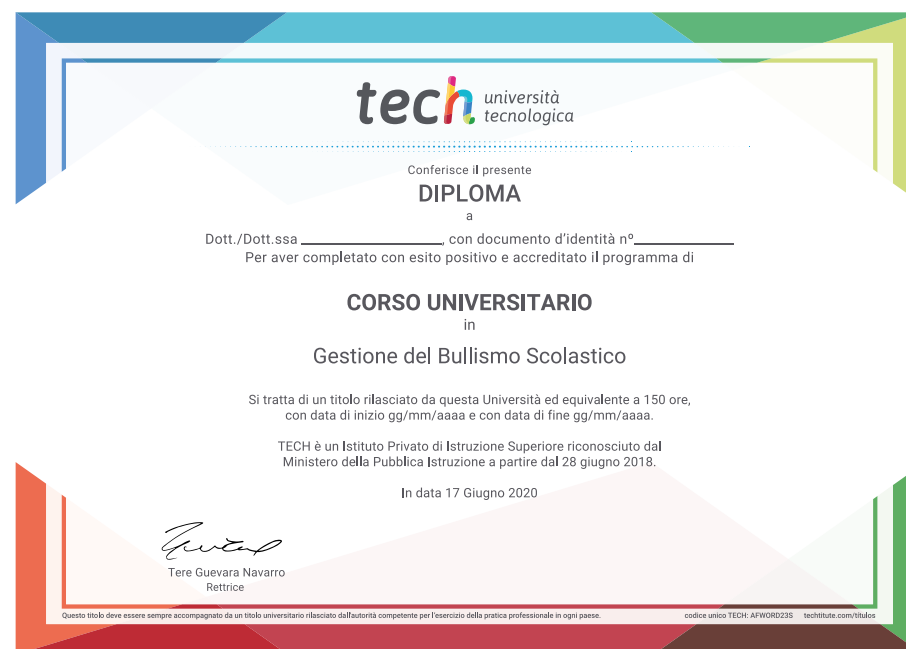 tech università
tecnologica
Conferisce il presente
DIPLOMA
a
Dott./Dott.ssa ____________________, con documento d'identità nº______________
Per aver completato con esito positivo e accreditato il programma di
CORSO UNIVERSITARIO
in
Gestione del Bullismo Scolastico
Si tratta di un titolo rilasciato da questa Università ed equivalente a 150 ore,
con data di inizio gg/mm/aaaa e con data di fine gg/mm/aaaa.
TECH è un Istituto Privato di Istruzione Superiore riconosciuto dal
Ministero della Pubblica Istruzione a partire dal 28 giugno 2018.
In data 17 Giugno 2020
Tere Guevara Navarro
Rettrice
Questo titolo deve essere sempre accompagnato da un titolo universitario rilasciato dall'autorità competente per l'esercizio della pratica professionale in ogni paese. codice unico TECH: AFWORD23S techtitute.com/titulos